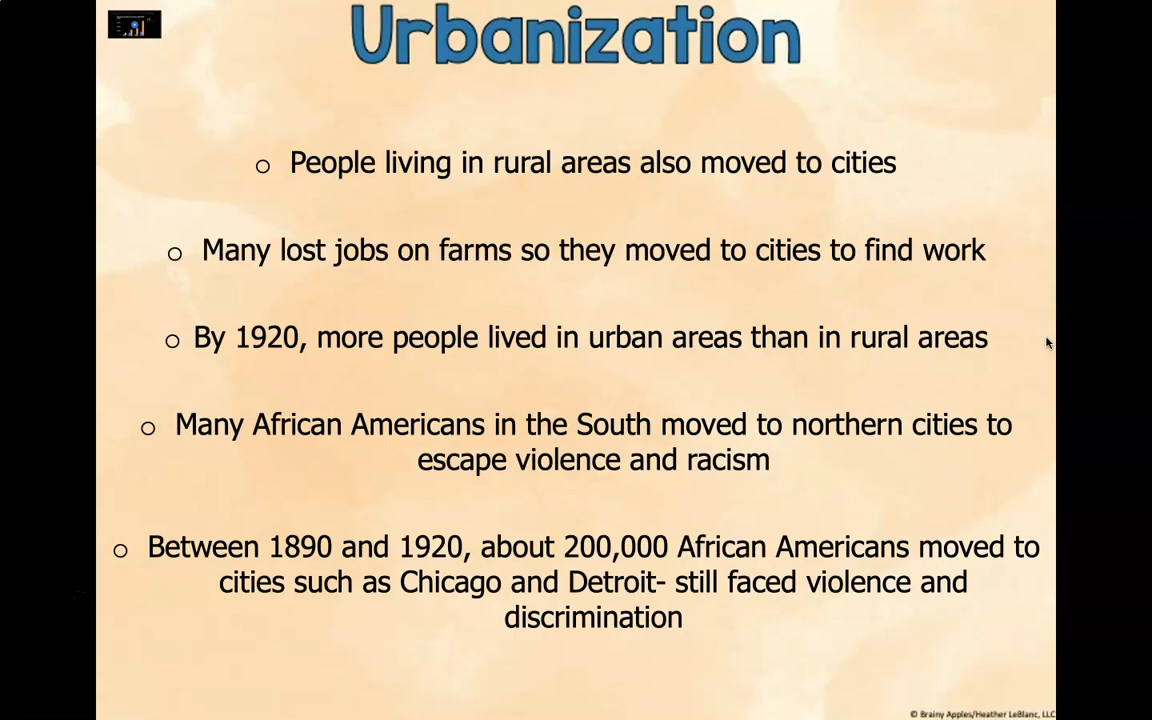 Urbanization
o People living in rural areas also moved to cities
o Many lost jobs on farms so they moved to cities to find work
o By 1920, more people lived in urban areas than in rural areas
o Many African Americans in the South moved to northern cities to
escape violence and racism
o Between 1890 and 1920, about 200,000 African Americans moved to
cities such as Chicago and Detroit- still faced violence and
discrimination
© Brainy Apples/Heather LeBlanc, LLC